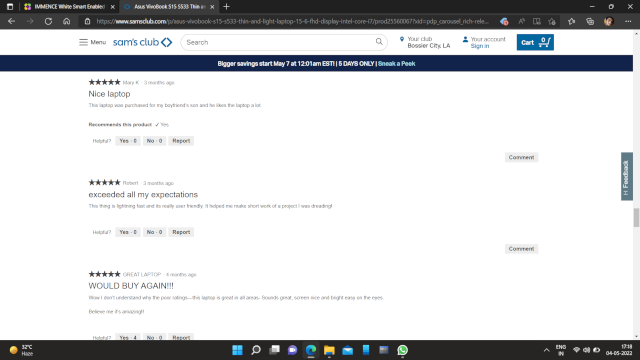 IMMENCE White Smart Enabled
Asus VivoBook S15 S533 Thin an
https://www.samsclub.com/p/asus-vivobook-s15-s533-thin-and-light-laptop-15-6-fhd-display-intel-core-i7/prod25560067?xid=pdp_carousel_rich-rele...
Menu
sam's club
Search
Your club
Bossier City, LA
Your account
Sign in
Cart 0
Bigger savings start May 7 at 12:01am EST! | 5 DAYS ONLY | Sneak a Peek
★★★★★ Mary K 3 months ago
Nice laptop
This laptop was purchased for my boyfriend's son and he likes the laptop a lot.
Recommends this product ✓ Yes
Helpful? Yes · 0 No · 0 Report
Comment
Feedback
★★★★★ Robert 3 months ago
exceeded all my expectations
This thing is lightning fast and its really user friendly. It helped me make short work of a project I was dreading!
Helpful? Yes · 0 No · 0 Report
Comment
★★★★★ GREAT LAPTOP · 4 months ago
WOULD BUY AGAIN!!!
Wow I don't understand why the poor ratings---this laptop is great in all areas- Sounds great, screen nice and bright easy on the eyes.
Believe me it's amazing!!
Helpful? Yes · 4 No · 0 Report
32°C
Haze
ENG
IN
17:18
04-05-2022